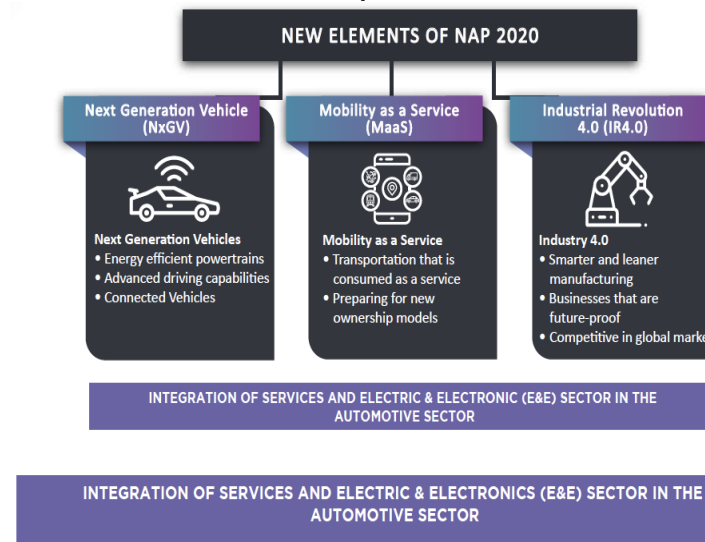 NEW ELEMENTS OF NAP 2020
Next Generation Vehicle
(NxGV)
Next Generation Vehicles
• Energy efficient powertrains
• Advanced driving capabilities
• Connected Vehicles
Mobility as a Service
(MaaS)
Mobility as a Service
• Transportation that is
consumed as a service
• Preparing for new
ownership models
Industrial Revolution
4.0 (IR4.0)
Industry 4.0
• Smarter and leaner
manufacturing
• Businesses that are
future-proof
• Competitive in global marke
INTEGRATION OF SERVICES AND ELECTRIC & ELECTRONIC (E&E) SECTOR IN THE
AUTOMOTIVE SECTOR
INTEGRATION OF SERVICES AND ELECTRIC & ELECTRONICS (E&E) SECTOR IN THE
AUTOMOTIVE SECTOR